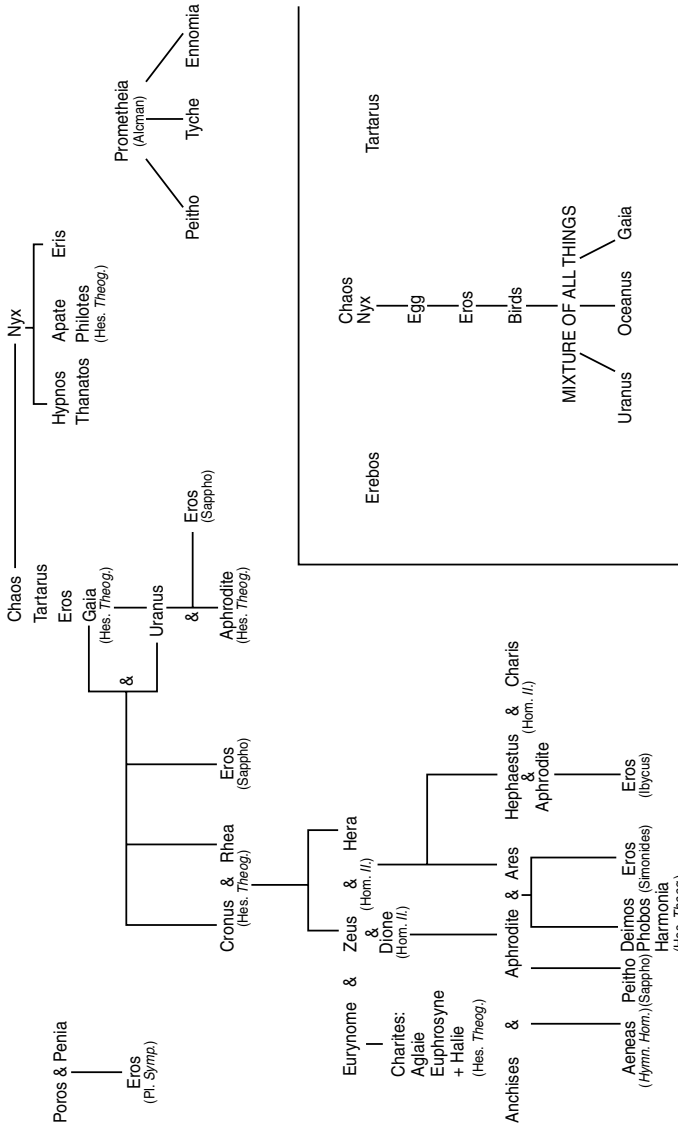 Poros & Penia
Eros
(Pl. Symp.)
Chaos
Tartarus
Eros
Gaia
(Hes. Theog.)
&
Uranus
&
Aphrodite
(Hes. Theog.)
Eros
(Sappho)
Nyx
Hypnos
Thanatos
Apate
Philotes
(Hes. Theog.)
Eris
Prometheia
(Alcman)
Peitho
Tyche
Ennomia
Cronus & Rhea
(Hes. Theog.)
Eros
(Sappho)
Eurynome & Zeus & Hera
(Hom. Il.)
&
Dione
(Hom. Il.)
Charites:
Aglaie
Euphrosyne
+ Halie
(Hes. Theog.)
Anchises & Aphrodite & Ares
Hephaestus & Charis
(Hom. Il.)
&
Aphrodite
Aeneas
(Hymn. Hom.)
Peitho
(Sappho)
Deimos
Phobos
Harmonia
(Hes. Theog.)
Eros
(Simonides)
Eros
(Ibycus)
Erebos
Chaos
Nyx
Tartarus
Egg
Eros
Birds
MIXTURE OF ALL THINGS
Uranus
Oceanus
Gaia